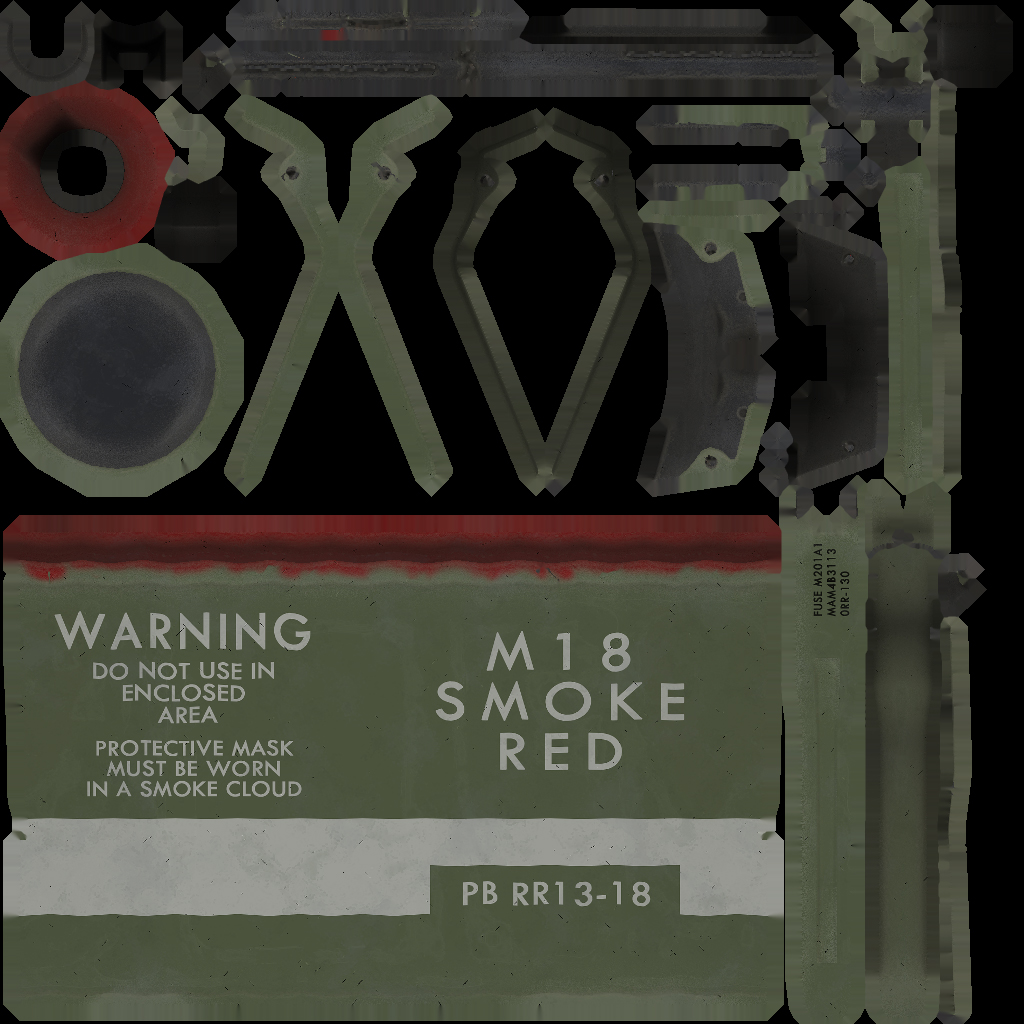 WARNING
DO NOT USE IN
ENCLOSED
AREA
PROTECTIVE MASK
MUST BE WORN
IN A SMOKE CLOUD
M18
SMOKE
RED
PB RR13-18
FUSE M201A1
MAM4B3113
0RR-130